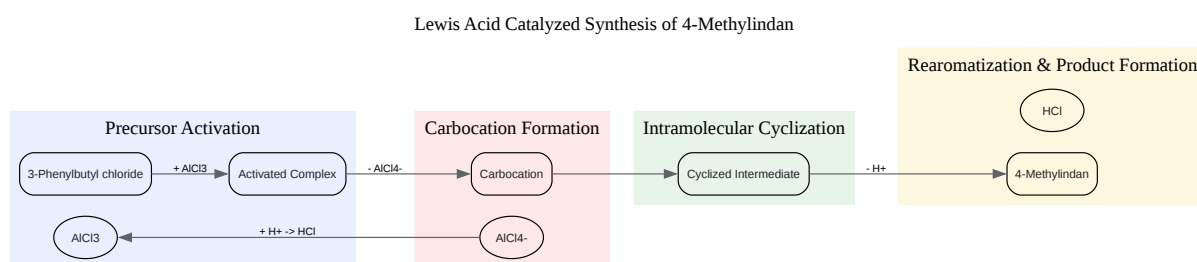 Lewis Acid Catalyzed Synthesis of 4-Methylindan
Precursor Activation
3-Phenylbutyl chloride
+ AlCl3
Activated Complex
- AlCl4-
AlCl3
+ H+ -> HCl
Carbocation Formation
Carbocation
AlCl4-
Intramolecular Cyclization
Cyclized Intermediate
- H+
Rearomatization & Product Formation
HCl
4-Methylindan